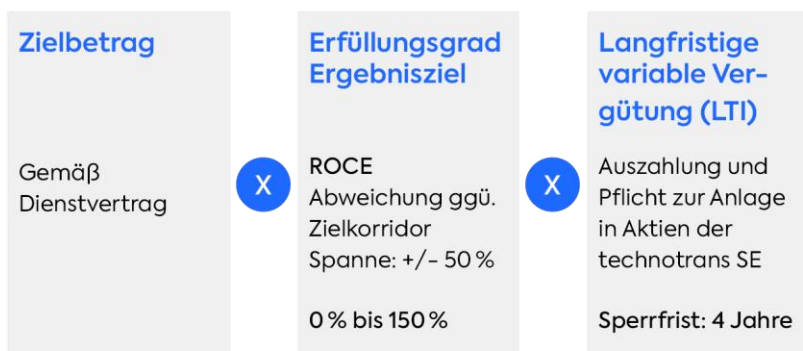 Zielbetrag
Gemäß
Dienstvertrag
X
Erfüllungsgrad
Ergebnisziel
ROCE
Abweichung ggü.
Zielkorridor
Spanne: +/- 50 %
0 % bis 150 %
X
Langfristige
variable Ver-
gütung (LTI)
Auszahlung und
Pflicht zur Anlage
in Aktien der
technotrans SE
Sperrfrist: 4 Jahre